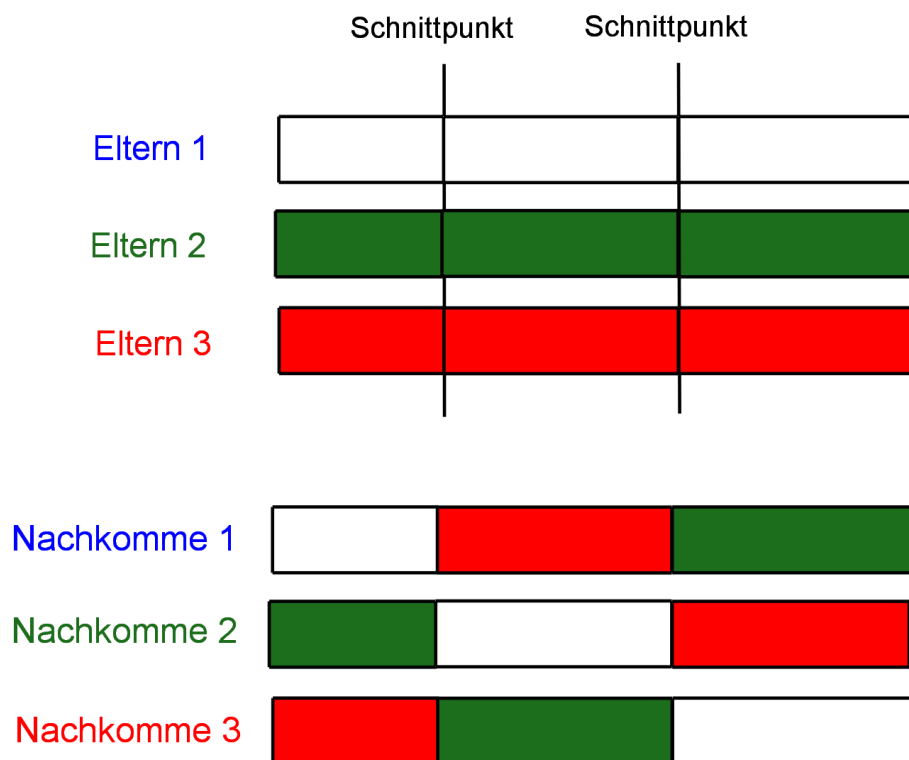 Schnittpunkt Schnittpunkt
Eltern 1
Eltern 2
Eltern 3
Nachkomme 1
Nachkomme 2
Nachkomme 3